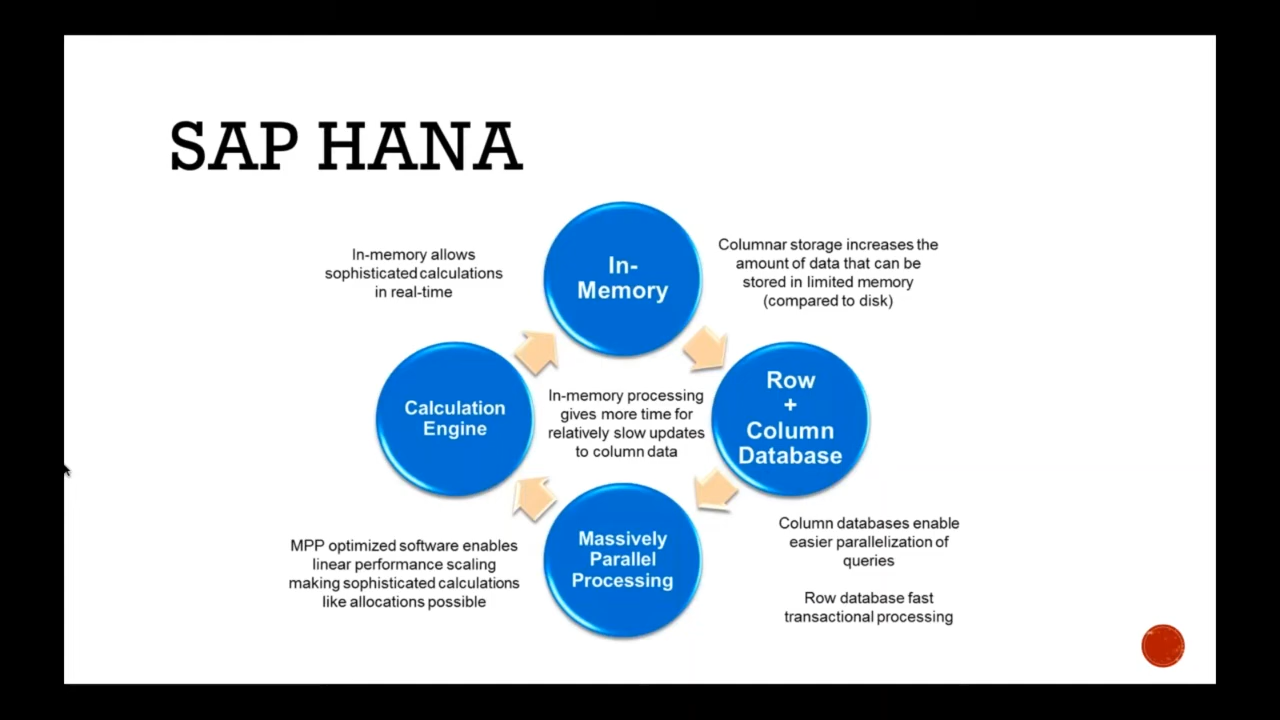 SAP HANA
In-memory allows
sophisticated calculations
in real-time
In-
Memory
Columnar storage increases the
amount of data that can be
stored in limited memory
(compared to disk)
Calculation
Engine
In-memory processing
gives more time for
relatively slow updates
to column data
Row
+
Column
Database
MPP optimized software enables
linear performance scaling
making sophisticated calculations
like allocations possible
Massively
Parallel
Processing
Column databases enable
easier parallelization of
queries
Row database fast
transactional processing